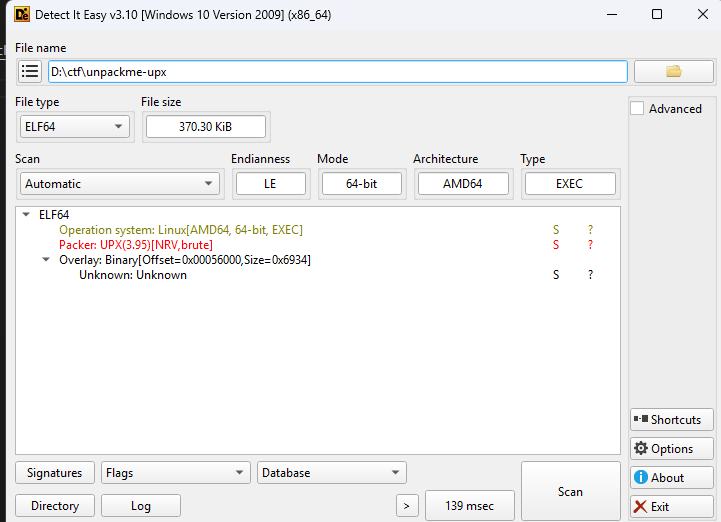 Detect It Easy v3.10 [Windows 10 Version 2009] (x86_64)
File name
D:\ctf\unpackme-upx
File type
File size
Advanced
ELF64
370.30 KiB
Scan
Endianness
Mode
Architecture
Type
Automatic
LE
64-bit
AMD64
EXEC
ELF64
Operation system: Linux[AMD64, 64-bit, EXEC] S ?
Packer: UPX(3.95)[NRV,brute] S ?
Overlay: Binary[Offset=0x00056000,Size=0x6934]
Unknown: Unknown S ?
Shortcuts
Options
About
Exit
Signatures
Flags
Database
Scan
Directory
Log
>
139 msec